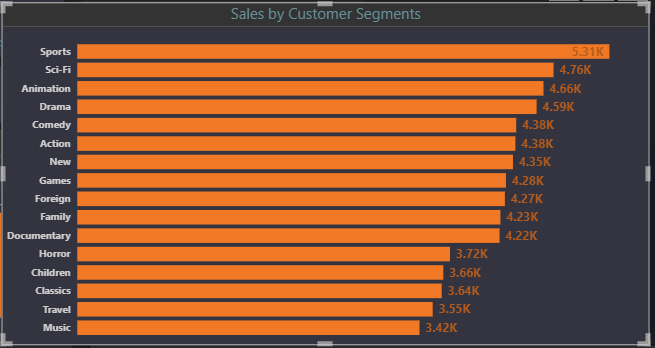 Sales by Customer Segments
Sports 5.31K
Sci-Fi 4.76K
Animation 4.66K
Drama 4.59K
Comedy 4.38K
Action 4.38K
New 4.35K
Games 4.28K
Foreign 4.27K
Family 4.23K
Documentary 4.22K
Horror 3.72K
Children 3.66K
Classics 3.64K
Travel 3.55K
Music 3.42K